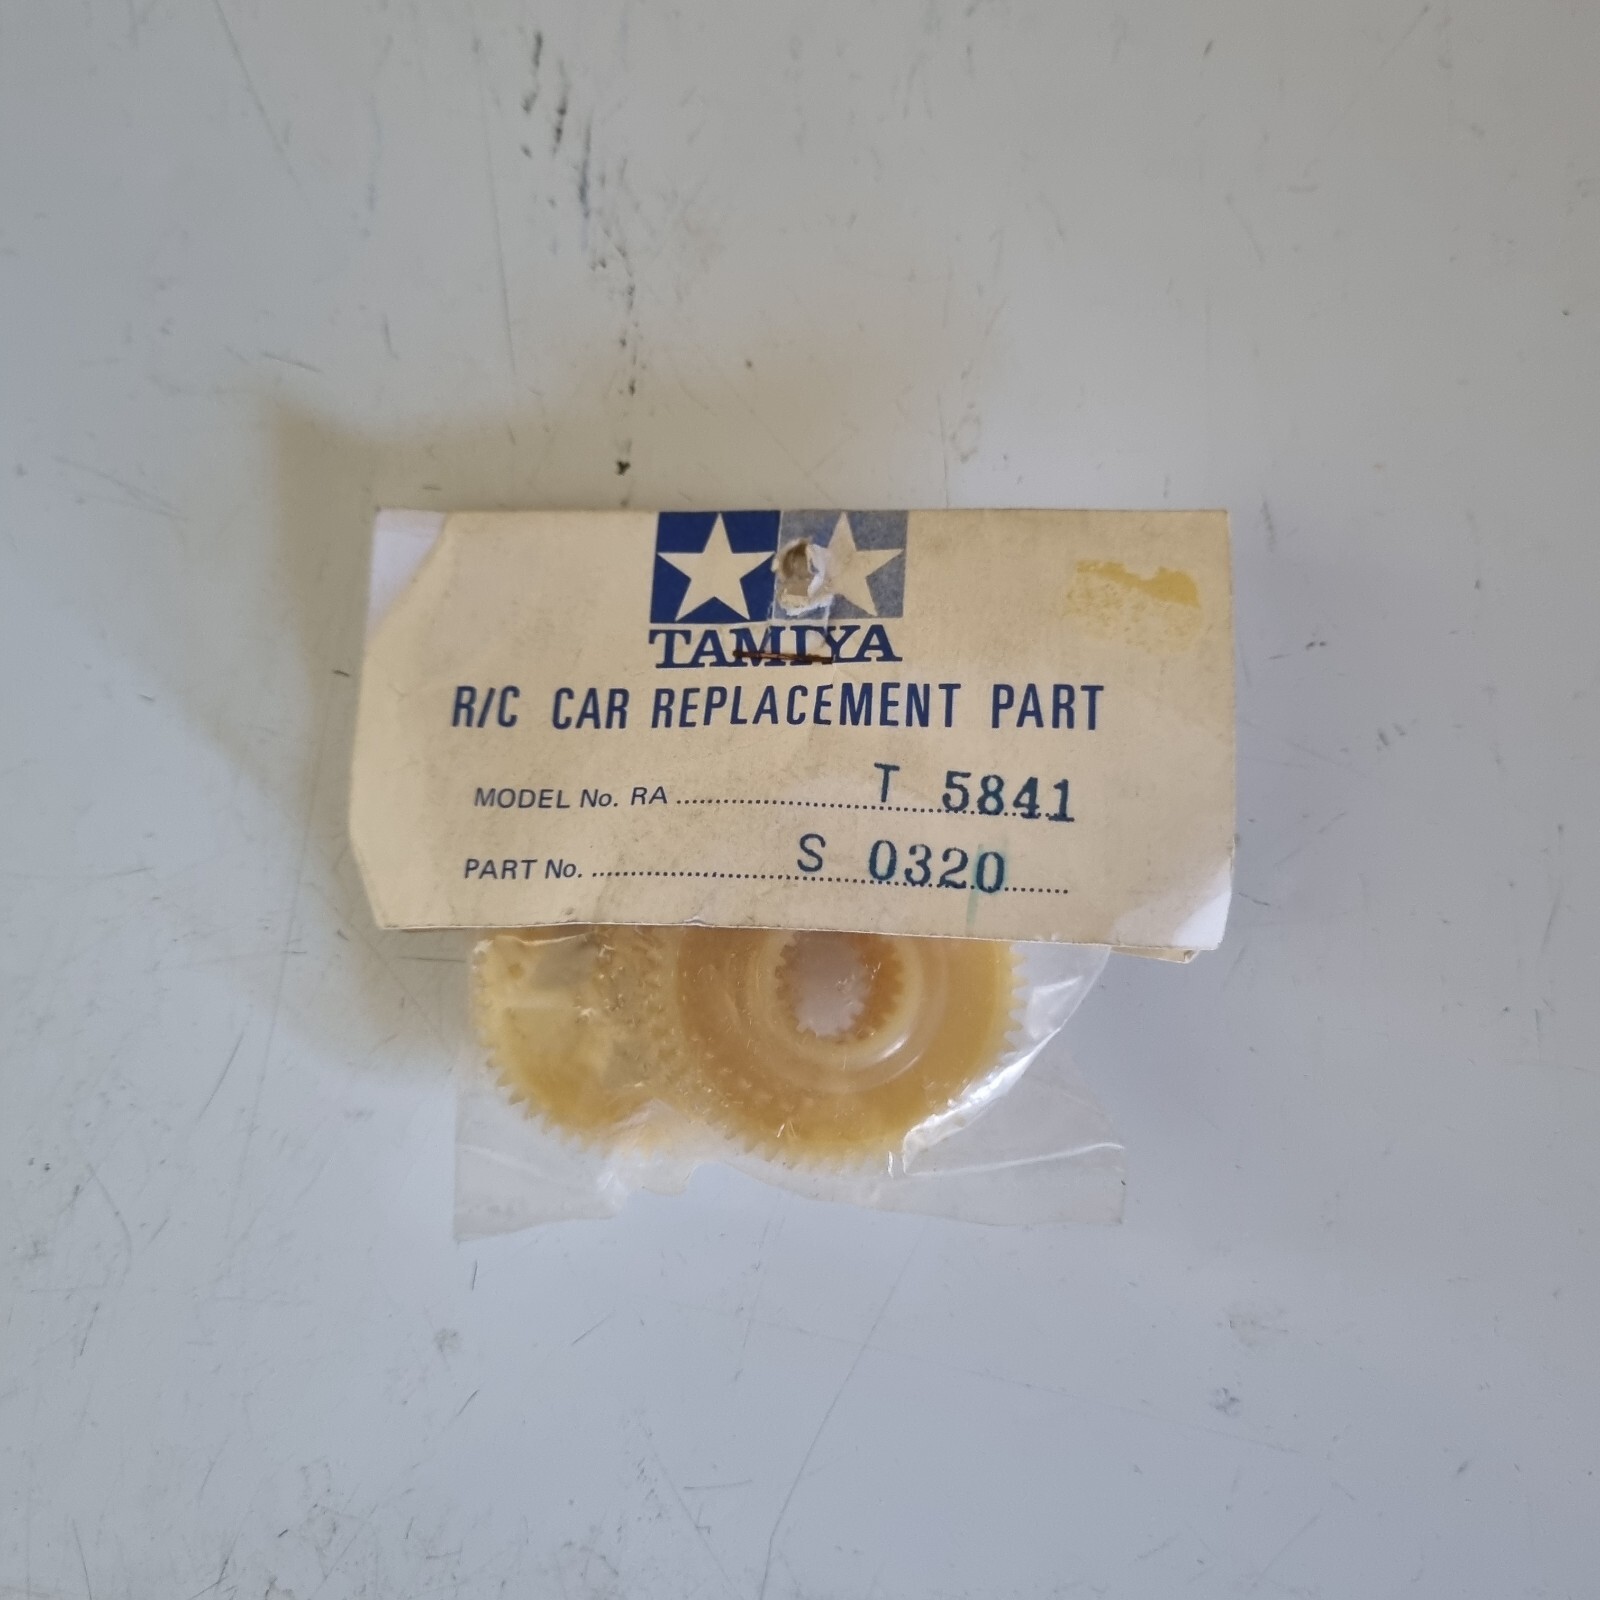 TAMIYA
R/C CAR REPLACEMENT PART
MODEL No. RA ........................ T 5841
PART No. ........................ S 0320